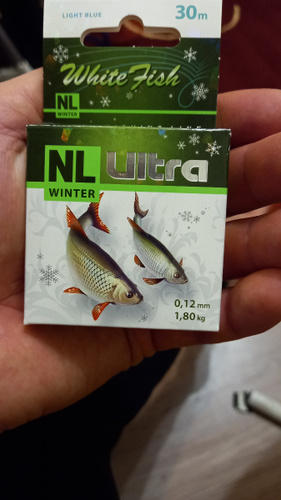 LIGHT BLUE
30m
White Fish
NL
WINTER
NL Ultra
WINTER
0,12 mm
1,80 kg